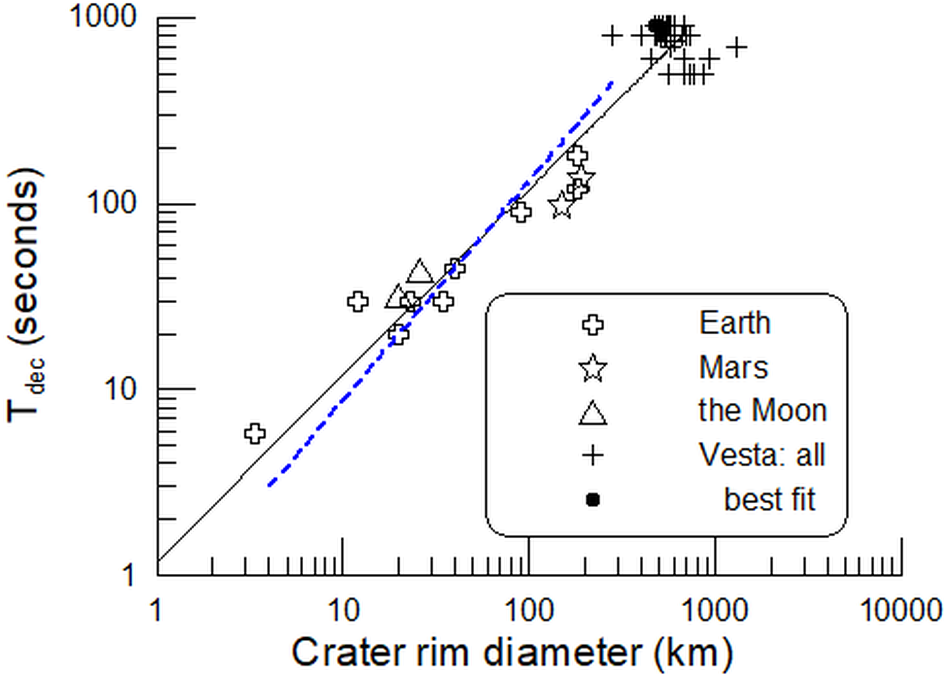 1000
100
10
1
T_dec (seconds)
Earth
Mars
the Moon
Vesta: all
best fit
1 10 100 1000 10000
Crater rim diameter (km)